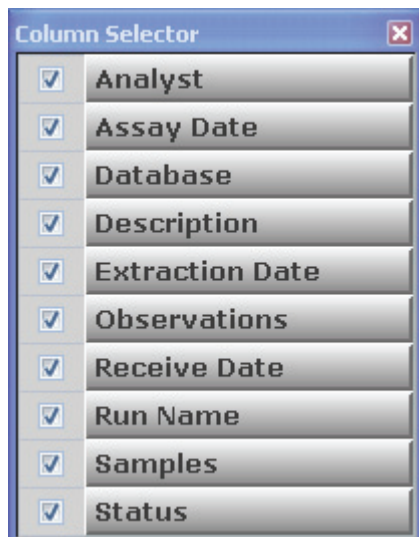 Column Selector
Analyst
Assay Date
Database
Description
Extraction Date
Observations
Receive Date
Run Name
Samples
Status